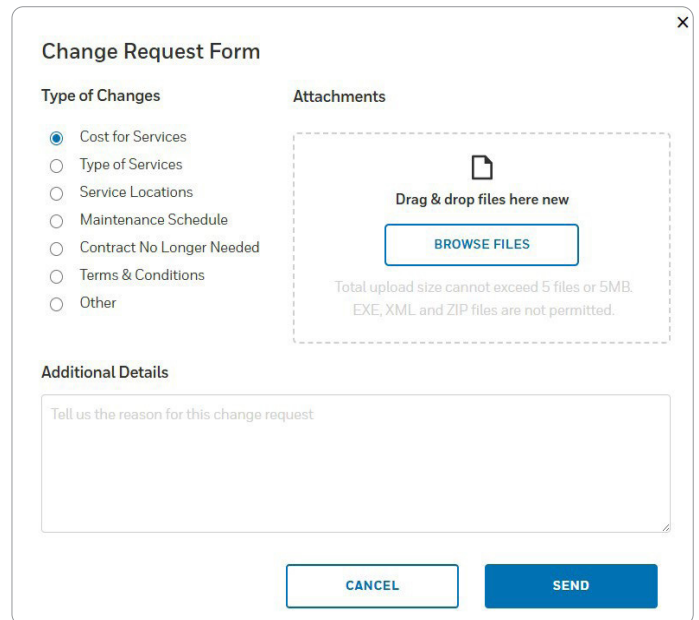 Change Request Form
Type of Changes
Cost for Services
Type of Services
Service Locations
Maintenance Schedule
Contract No Longer Needed
Terms & Conditions
Other
Attachments
Drag & drop files here new
BROWSE FILES
Total upload size cannot exceed 5 files or 5MB.
EXE, XML and ZIP files are not permitted.
Additional Details
Tell us the reason for this change request
CANCEL
SEND